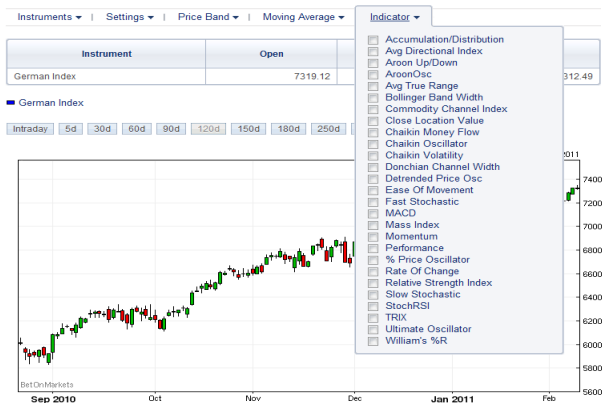 Instruments Settings Price Band Moving Average Indicator
Instrument Open
German Index 7319.12 312.49
German Index
Intraday 5d 30d 60d 90d 120d 150d 180d 250d
Accumulation/Distribution
Avg Directional Index
Aroon Up/Down
AroonOsc
Avg True Range
Bollinger Band Width
Commodity Channel Index
Close Location Value
Chaikin Money Flow
Chaikin Oscillator
Chaikin Volatility
Donchian Channel Width
Detrended Price Osc
Ease Of Movement
Fast Stochastic
MACD
Mass Index
Momentum
Performance
% Price Oscillator
Rate Of Change
Relative Strength Index
Slow Stochastic
StochRSI
TRIX
Ultimate Oscillator
William's %R
2011
7400
7200
7000
6800
6600
6400
6200
6000
5800
5600
BetOnMarkets
Sep 2010 Oct Nov Dec Jan 2011 Feb